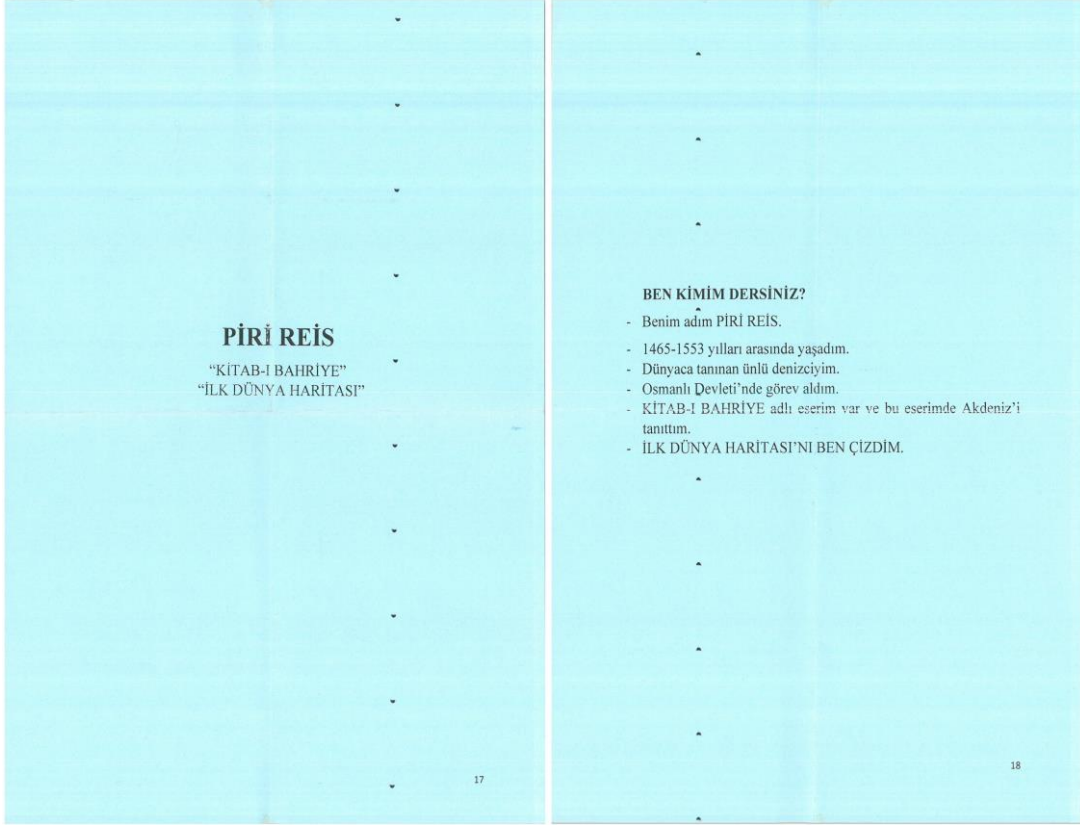 PİRİ REİS
“KİTAB-I BAHRİYE”
“İLK DÜNYA HARİTASI”
17
BEN KİMİM DERSİNİZ?
- Benim adım PİRİ REİS.
- 1465-1553 yılları arasında yaşadım.
- Dünyaca tanınan ünlü denizciyim.
- Osmanlı Devleti’nde görev aldım.
- KİTAB-I BAHRİYE adlı eserim var ve bu eserimde Akdeniz’i
tanıttım.
- İLK DÜNYA HARİTASI’NI BEN ÇİZDİM.
18